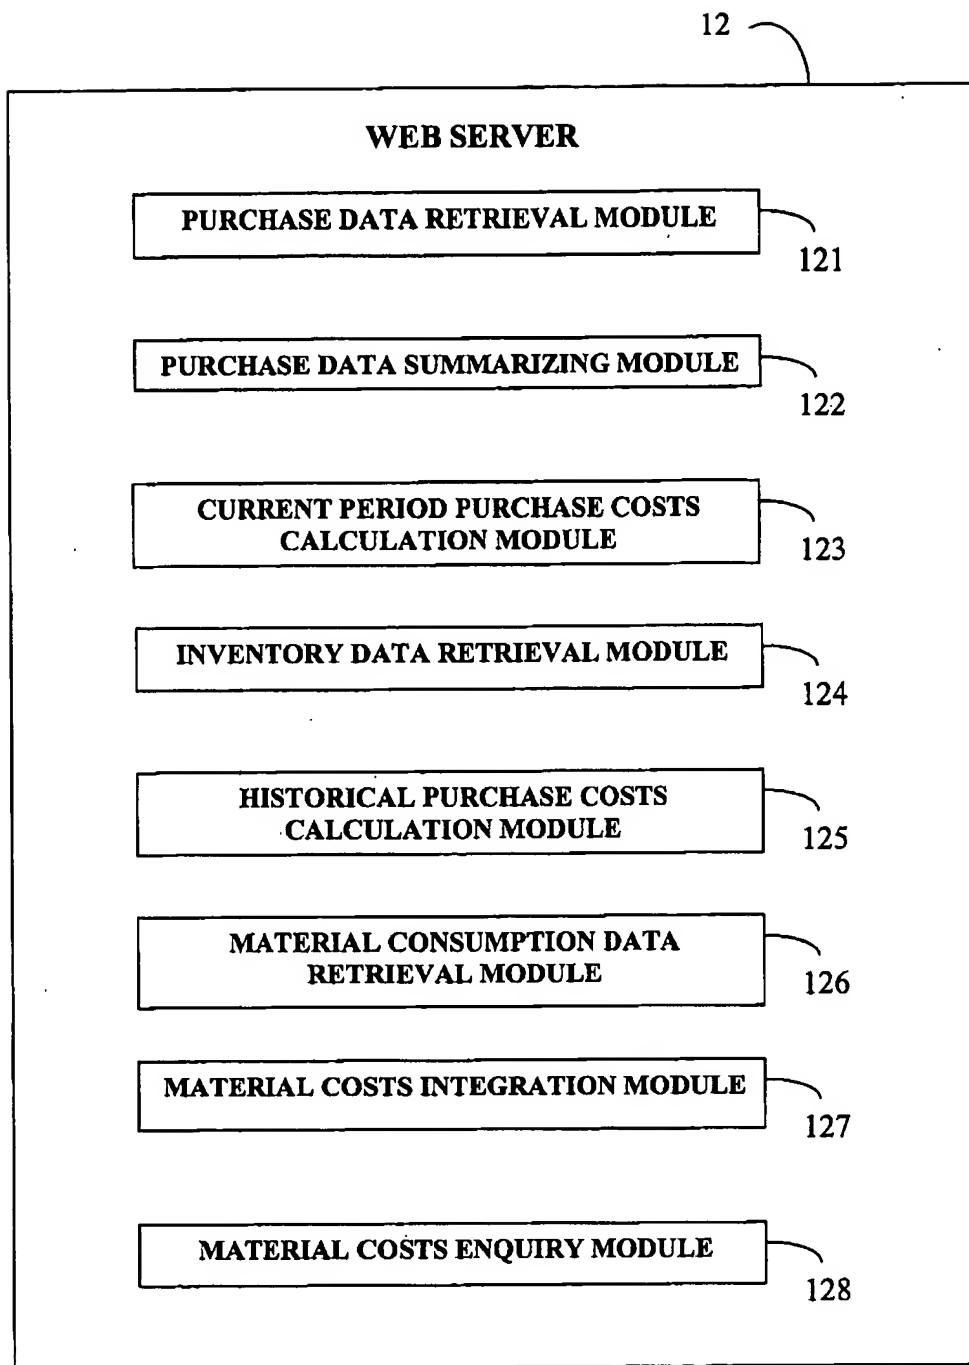 12
WEB SERVER
PURCHASE DATA RETRIEVAL MODULE
121
PURCHASE DATA SUMMARIZING MODULE
122
CURRENT PERIOD PURCHASE COSTS
CALCULATION MODULE
123
INVENTORY DATA RETRIEVAL MODULE
124
HISTORICAL PURCHASE COSTS
CALCULATION MODULE
125
MATERIAL CONSUMPTION DATA
RETRIEVAL MODULE
126
MATERIAL COSTS INTEGRATION MODULE
127
MATERIAL COSTS ENQUIRY MODULE
128